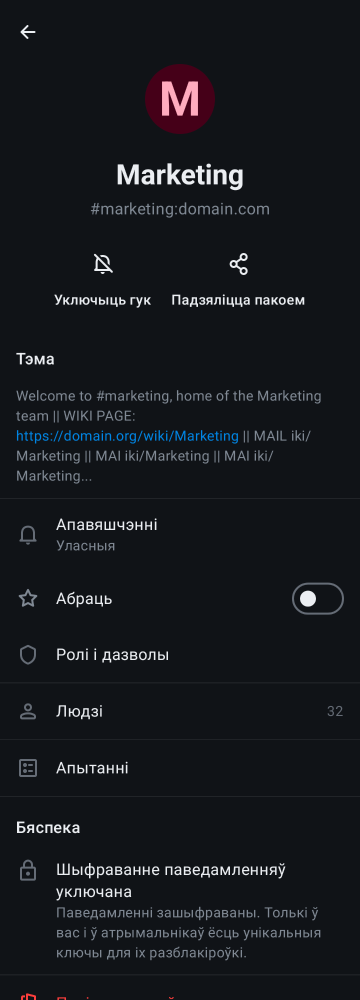 M
Marketing
#marketing:domain.com
Уключыць гук
Падзяліцца пакоем
Тэма
Welcome to #marketing, home of the Marketing
team || WIKI PAGE:
https://domain.org/wiki/Marketing || MAIL iki/
Marketing || MAI iki/Marketing || MAI iki/
Marketing...
Апавяшчэнні
Уласныя
Абраць
Ролі і дазволы
Людзі
32
Апытанні
Бяспека
Шыфраванне паведамленняў
уключана
Паведамленні зашыфраваны. Толькі ў
вас і ў атрымальнікаў ёсць унікальныя
ключы для іх разблакіроўкі.